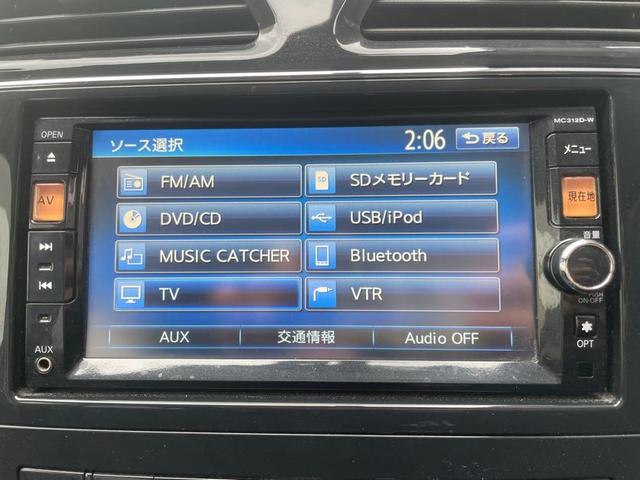 MC312D-W
OPEN
AV
AUX
ソース選択
2:06
戻る
FM/AM
SD
SDメモリーカード
DVD/CD
USB/iPod
MUSIC CATCHER
Bluetooth
TV
VTR
AUX
交通情報
Audio OFF
メニュー
現在地
音量
PUSH
ON·OFF
OPT